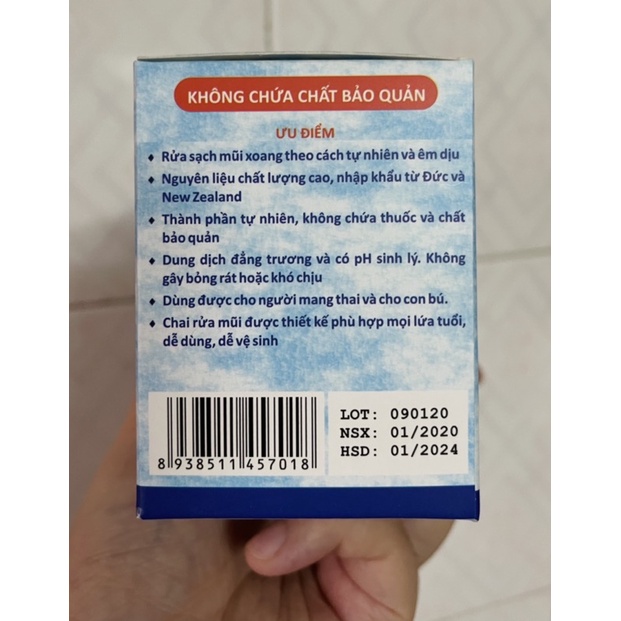 KHÔNG CHỨA CHẤT BẢO QUẢN
ƯU ĐIỂM
♦ Rửa sạch mũi xoang theo cách tự nhiên và êm dịu
♦ Nguyên liệu chất lượng cao, nhập khẩu từ Đức và
New Zealand
♦ Thành phần tự nhiên, không chứa thuốc và chất
bảo quản
♦ Dung dịch đẳng trương và có pH sinh lý. Không
gây bỏng rát hoặc khó chịu
♦ Dùng được cho người mang thai và cho con bú.
♦ Chai rửa mũi được thiết kế phù hợp mọi lứa tuổi,
dễ dùng, dễ vệ sinh
LOT: 090120
NSX: 01/2020
HSD: 01/2024
8 938511 457018